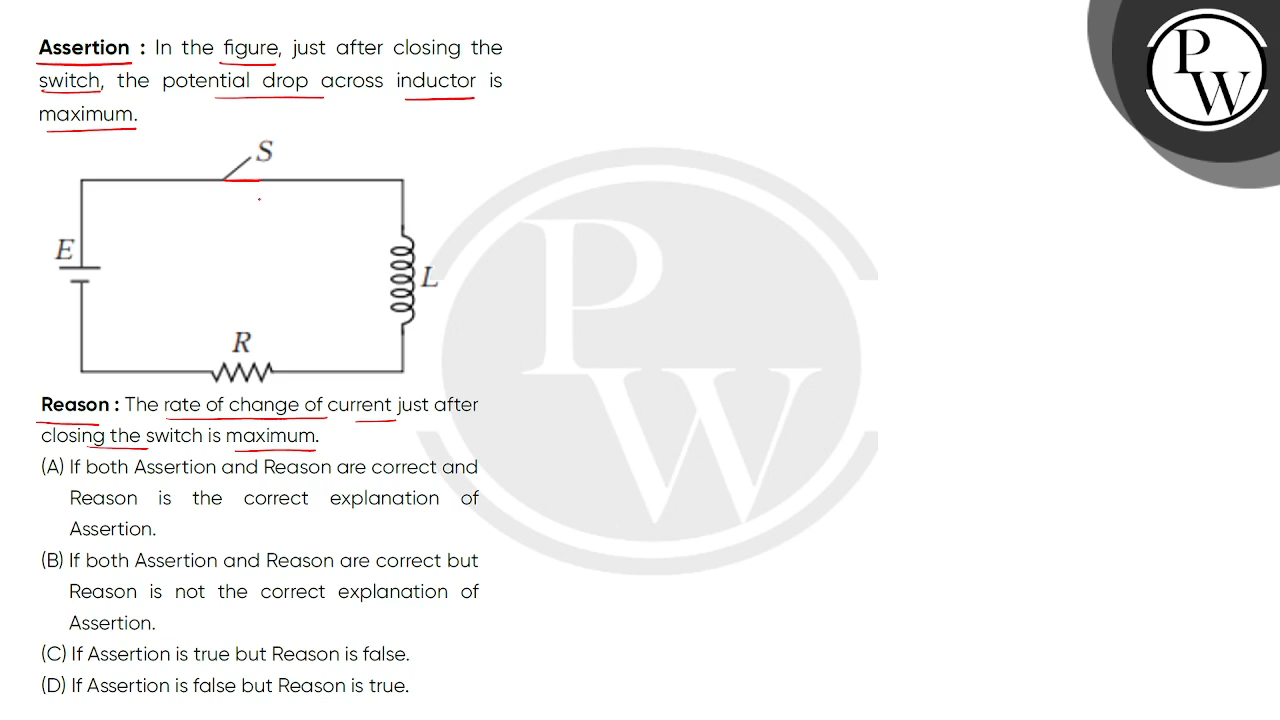 Assertion : In the figure, just after closing the
switch, the potential drop across inductor is
maximum.
S
E
L
R
Reason : The rate of change of current just after
closing the switch is maximum.
(A) If both Assertion and Reason are correct and
Reason is the correct explanation of
Assertion.
(B) If both Assertion and Reason are correct but
Reason is not the correct explanation of
Assertion.
(C) If Assertion is true but Reason is false.
(D) If Assertion is false but Reason is true.
P
W
P
W